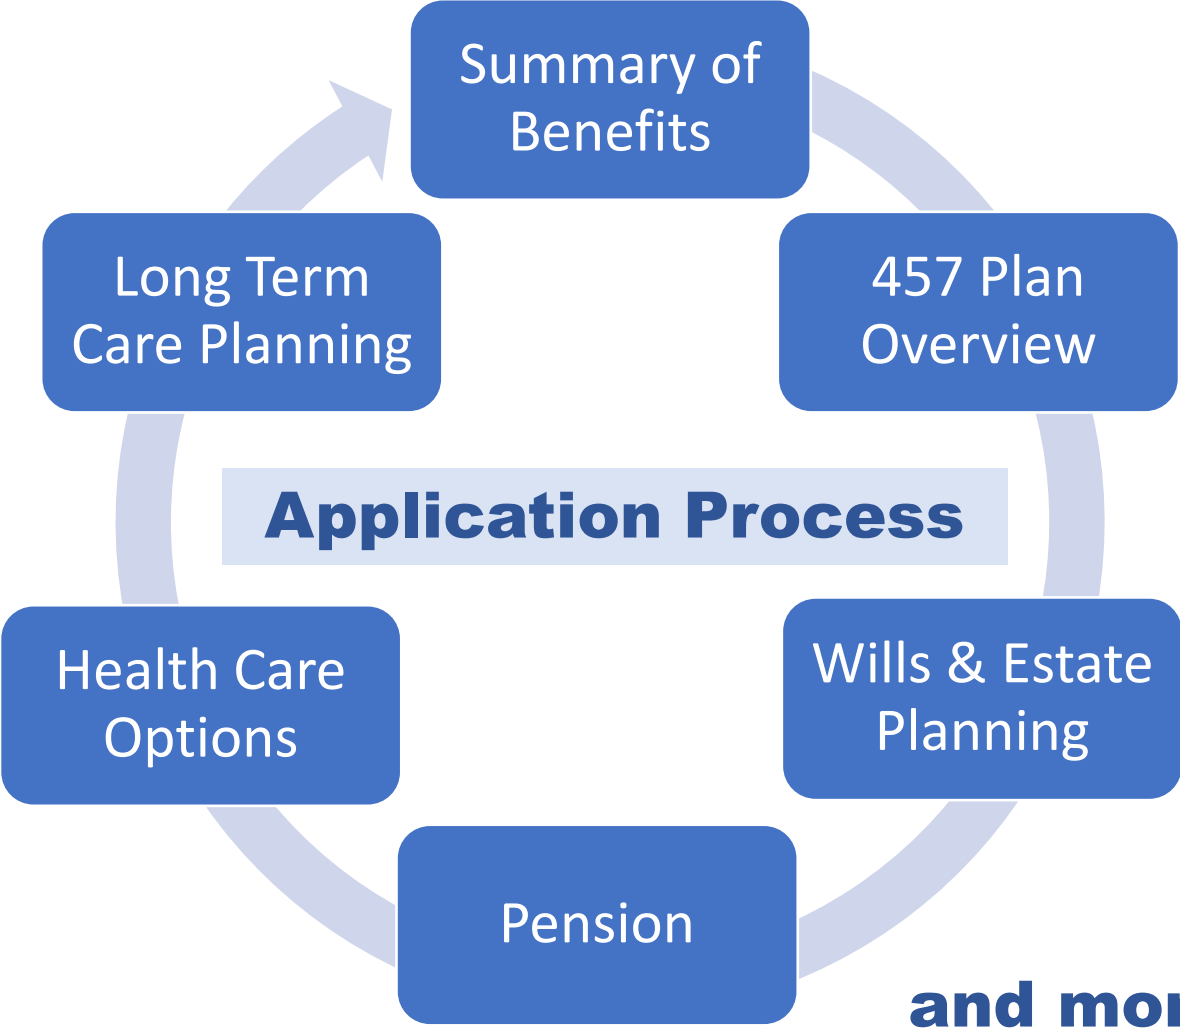 Summary of
Benefits
457 Plan
Overview
Wills & Estate
Planning
Pension
Health Care
Options
Long Term
Care Planning
Application Process
and